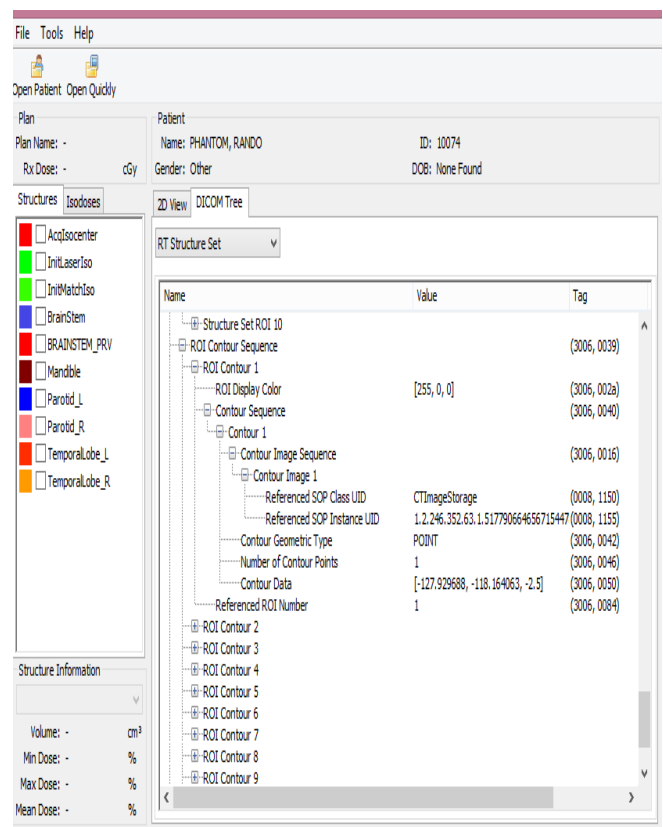 File Tools Help
Open Patient Open Quickly
Plan
Plan Name: -
Rx Dose: - cGy
Patient
Name: PHANTOM, RANDO ID: 10074
Gender: Other DOB: None Found
Structures Isodoses
AcqIsocenter
InitLaserIso
InitMatchIso
BrainStem
BRAINSTEM_PRV
Mandible
Parotid_L
Parotid_R
TemporalLobe_L
TemporalLobe_R
Structure Information
Volume: - cm³
Min Dose: - %
Max Dose: - %
Mean Dose: - %
2D View DICOM Tree
RT Structure Set
Name Value Tag
Structure Set ROI 10
ROI Contour Sequence (3006, 0039)
ROI Contour 1
ROI Display Color [255, 0, 0] (3006, 002a)
Contour Sequence (3006, 0040)
Contour 1
Contour Image Sequence (3006, 0016)
Contour Image 1
Referenced SOP Class UID CTImageStorage (0008, 1150)
Referenced SOP Instance UID 1.2.246.352.63.1.517790664656715447 (0008, 1155)
Contour Geometric Type POINT (3006, 0042)
Number of Contour Points 1 (3006, 0046)
Contour Data [-127.929688, -118.164063, -2.5] (3006, 0050)
Referenced ROI Number 1 (3006, 0084)
ROI Contour 2
ROI Contour 3
ROI Contour 4
ROI Contour 5
ROI Contour 6
ROI Contour 7
ROI Contour 8
ROI Contour 9